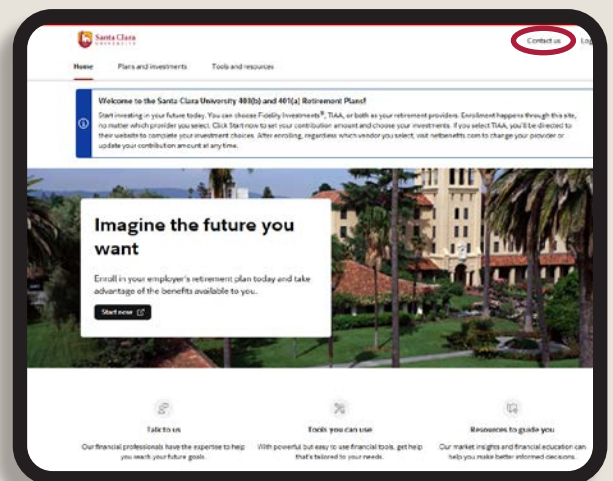 Santa Clara
UNIVERSITY
Contact us
Log
Home
Plans and investments
Tools and resources
Welcome to the Santa Clara University 403(b) and 401(a) Retirement Plans!
Start investing in your future today. You can choose Fidelity Investments®, TIAA, or both as your retirement providers. Enrollment happens through this site,
no matter which provider you select. Click Start now to set your contribution amount and choose your investments. If you select TIAA, you'll be directed to
their website to complete your investment choices. After enrolling, regardless which vendor you select, visit netbenefits.com to change your provider or
update your contribution amount at any time.
Imagine the future you
want
Enroll in your employer's retirement plan today and take
advantage of the benefits available to you.
Start now
Talk to us
Tools you can use
Resources to guide you
Our financial professionals have the expertise to help
you reach your future goals.
With powerful but easy to use financial tools, get help
that's tailored to your needs.
Our market insights and financial education can
help you make better informed decisions.